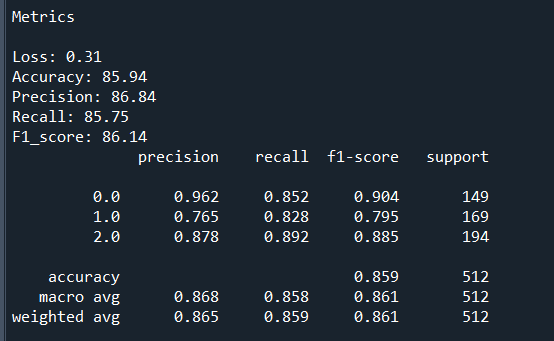 Metrics
Loss: 0.31
Accuracy: 85.94
Precision: 86.84
Recall: 85.75
F1_score: 86.14
precision recall f1-score support
0.0 0.962 0.852 0.904 149
1.0 0.765 0.828 0.795 169
2.0 0.878 0.892 0.885 194
accuracy 0.859 512
macro avg 0.868 0.858 0.861 512
weighted avg 0.865 0.859 0.861 512